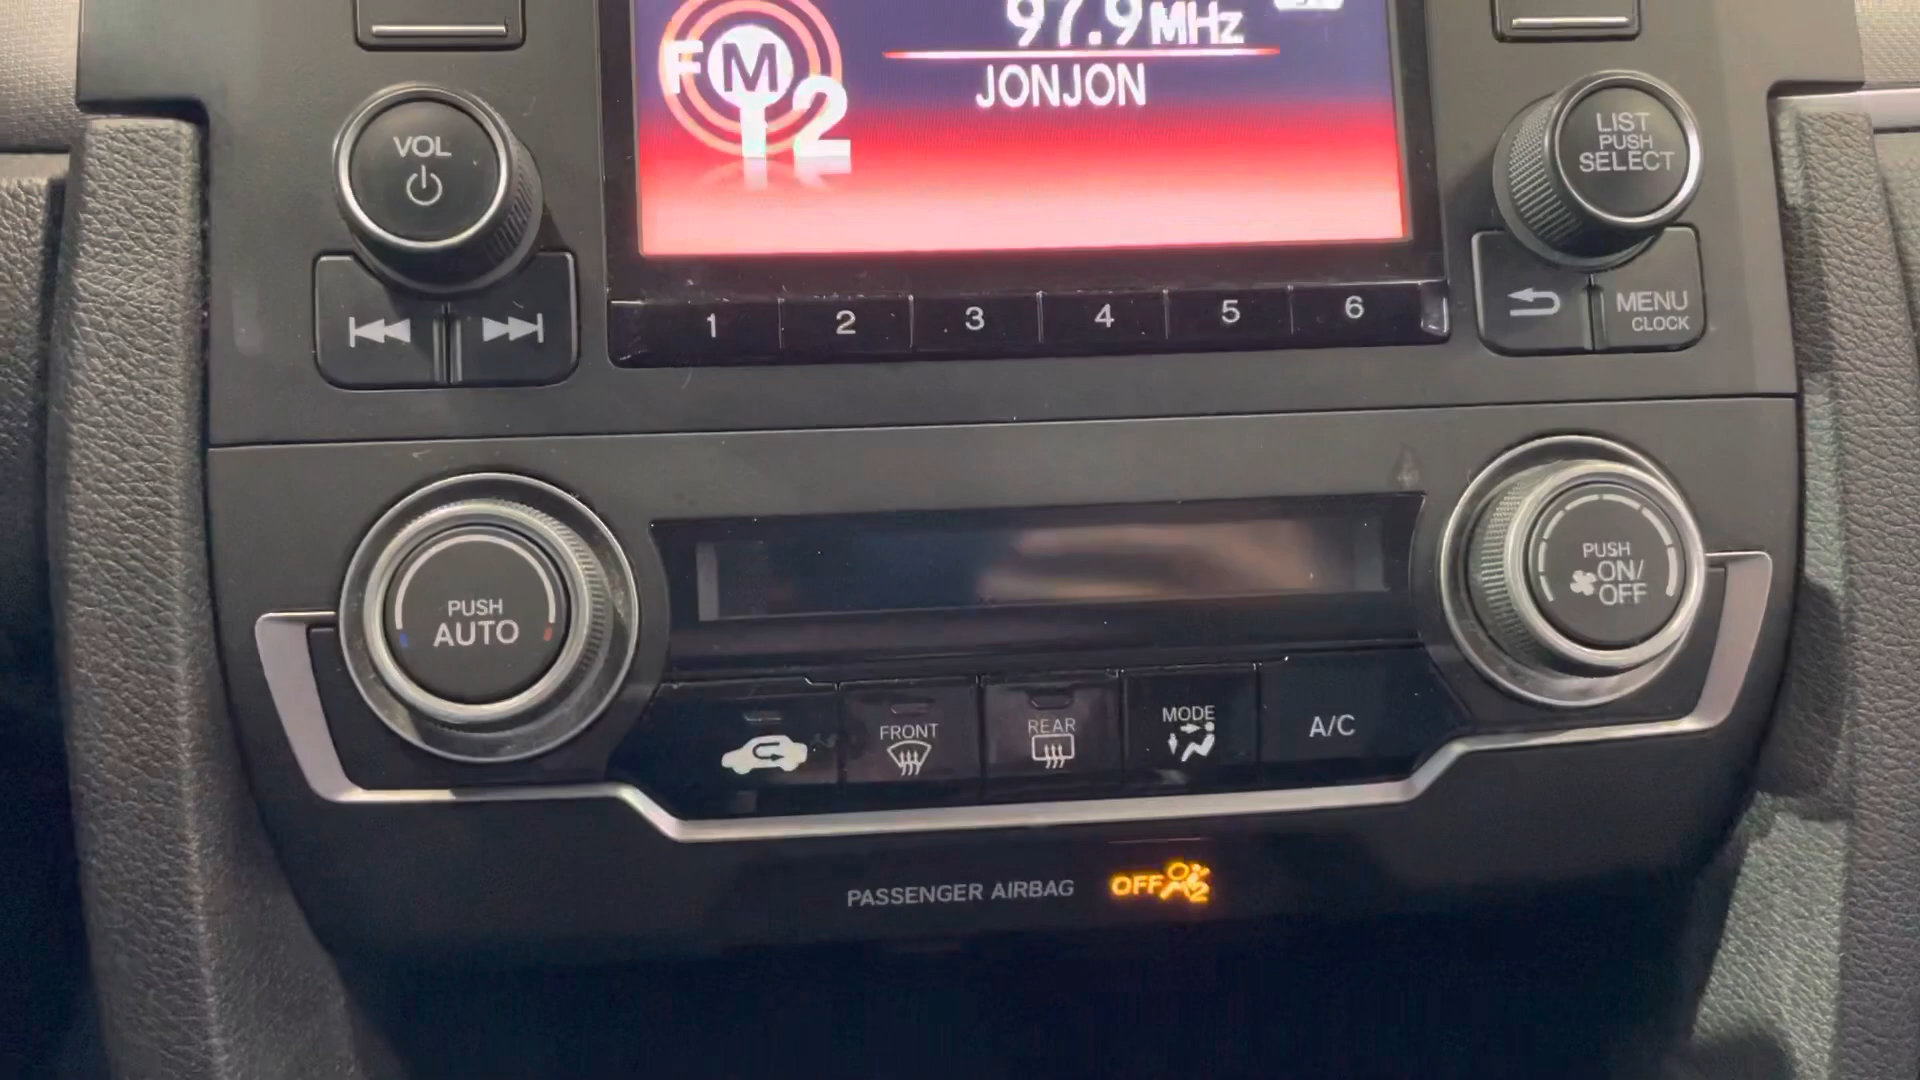 97.9MHz
FM
2
JONJON
VOL
LIST
PUSH
SELECT
1 2 3 4 5 6
MENU
CLOCK
PUSH
AUTO
PUSH
ON/
OFF
FRONT
REAR
MODE
A/C
PASSENGER AIRBAG OFF
2